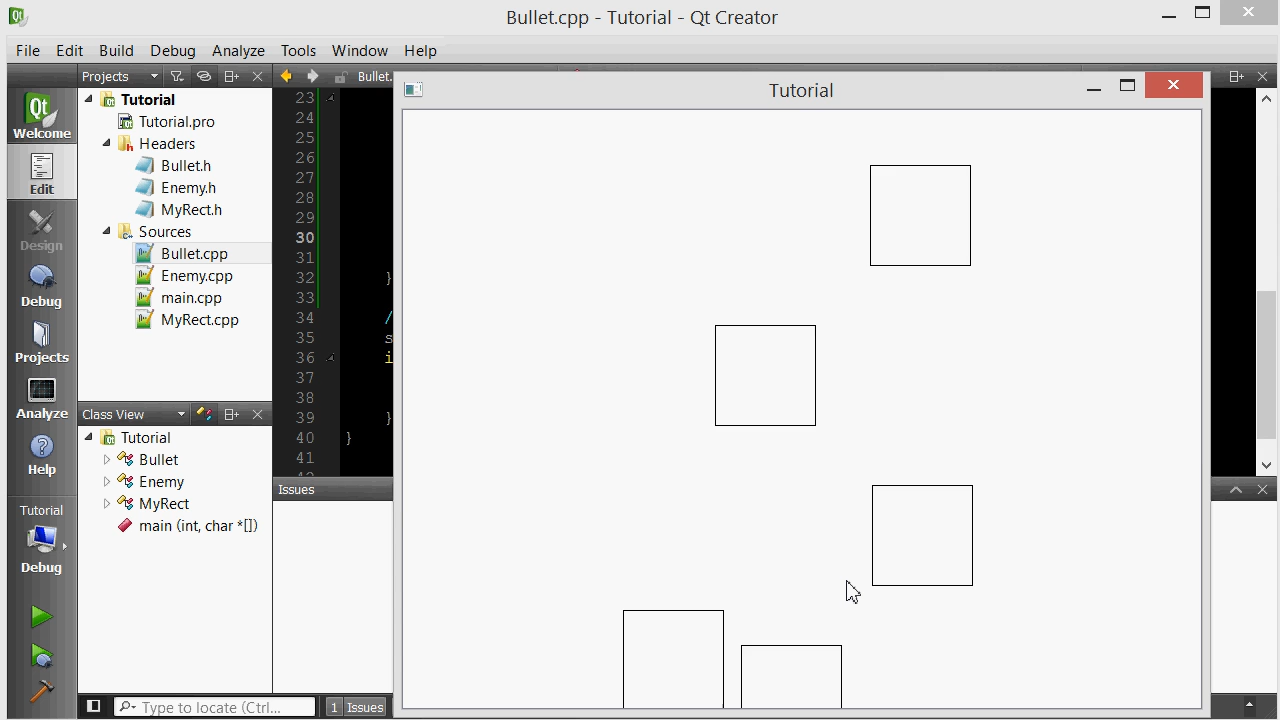 Bullet.cpp - Tutorial - Qt Creator
File Edit Build Debug Analyze Tools Window Help
Projects
Bullet.
Tutorial
Qt
Welcome
Edit
Design
Debug
Projects
Analyze
Help
Tutorial
Debug
Tutorial
Tutorial.pro
Headers
Bullet.h
Enemy.h
MyRect.h
Sources
Bullet.cpp
Enemy.cpp
main.cpp
MyRect.cpp
Class View
Tutorial
Bullet
Enemy
MyRect
main (int, char *[])
23
24
25
26
27
28
29
30
31
32 }
33
34 /
35 s
36 i
37
38
39 }
40 }
41
Issues
Type to locate (Ctrl...
1 Issues